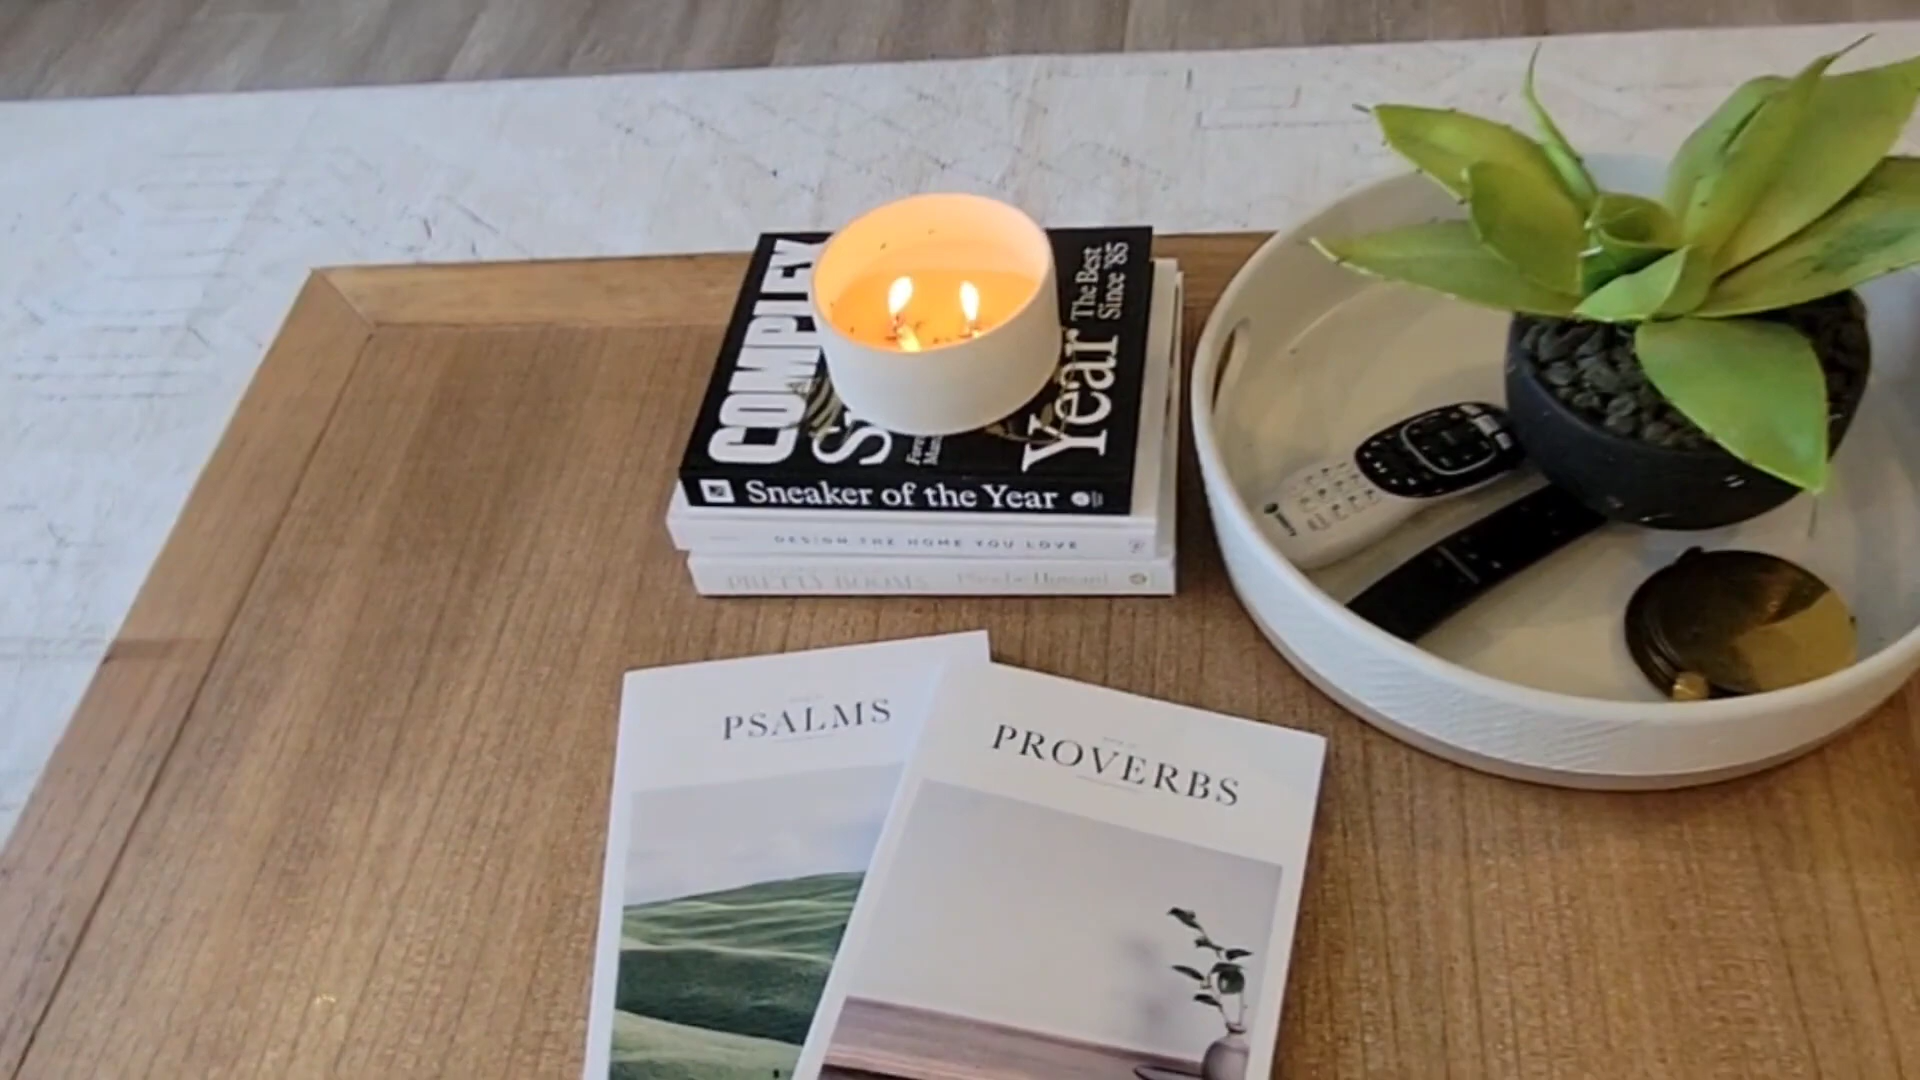 COMPLEX
Year
The Best
Since '85
Sneaker of the Year
DESIGN THE HOME YOU LOVE
PRETTY ROOMS
PSALMS
PROVERBS